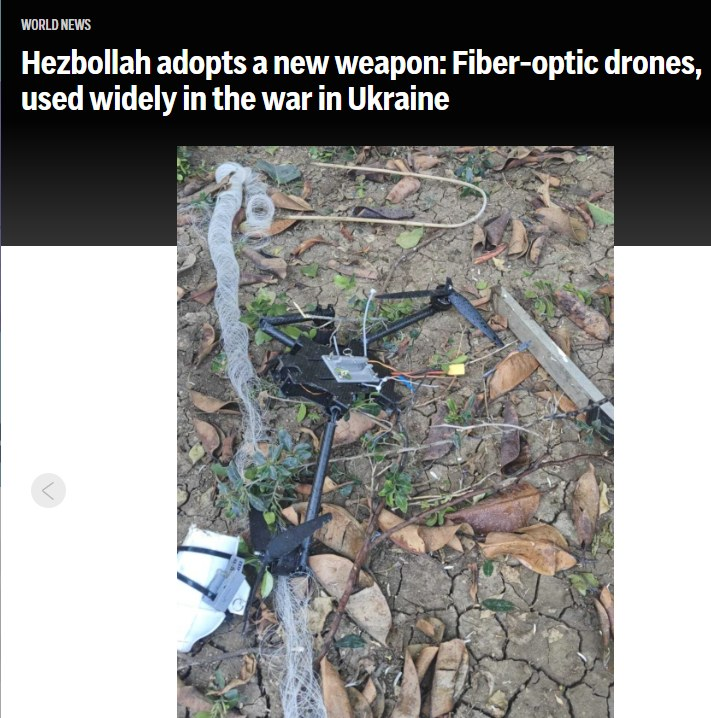 WORLD NEWS
Hezbollah adopts a new weapon: Fiber-optic drones,
used widely in the war in Ukraine